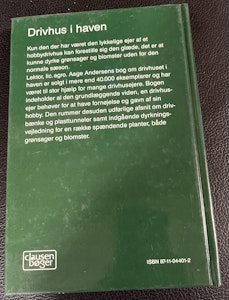 Drivhus i haven
Kun den der har været den lykkelige ejer af et
hobbydrivhus kan forestille sig den glæde, det er at
kunne dyrke grønsager og blomster uden for den
normale sæson.
Lektor, lic. agro. Aage Andersens bog om drivhuset i
haven er solgt i mere end 40.000 eksemplarer og har
været til stor hjælp for mange drivhusejere. Bogen
indeholder al den grundlæggende viden, en drivhus-
ejer behøver for at have fornøjelse og gavn af sin
hobby. Den rummer desuden udførlige afsnit om driv-
bænke og plasttunneler samt indgående dyrknings-
vejledning for en række spændende planter, både
grønsager og blomster.
clausen
bøger
ISBN 87-11-04401-2